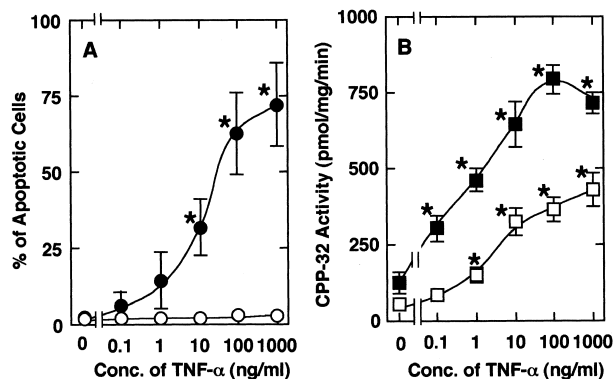 A
% of Apoptotic Cells
100
75
50
25
0
* * *
0 0.1 1 10 100 1000
Conc. of TNF-α (ng/ml)
B
CPP-32 Activity (pmol/mg/min)
1000
750
500
250
0
* * * * *
* * * *
0 0.1 1 10 100 1000
Conc. of TNF-α (ng/ml)